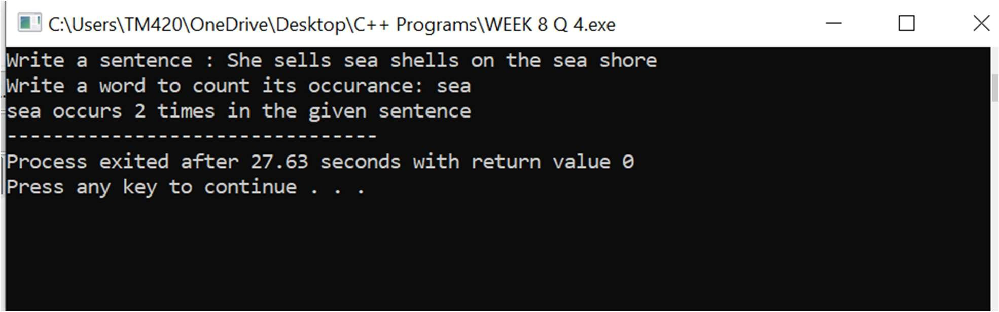 C:\Users\TM420\OneDrive\Desktop\C++ Programs\WEEK 8 Q 4.exe
Write a sentence : She sells sea shells on the sea shore
Write a word to count its occurance: sea
sea occurs 2 times in the given sentence
--------------------------------
Process exited after 27.63 seconds with return value 0
Press any key to continue . . .